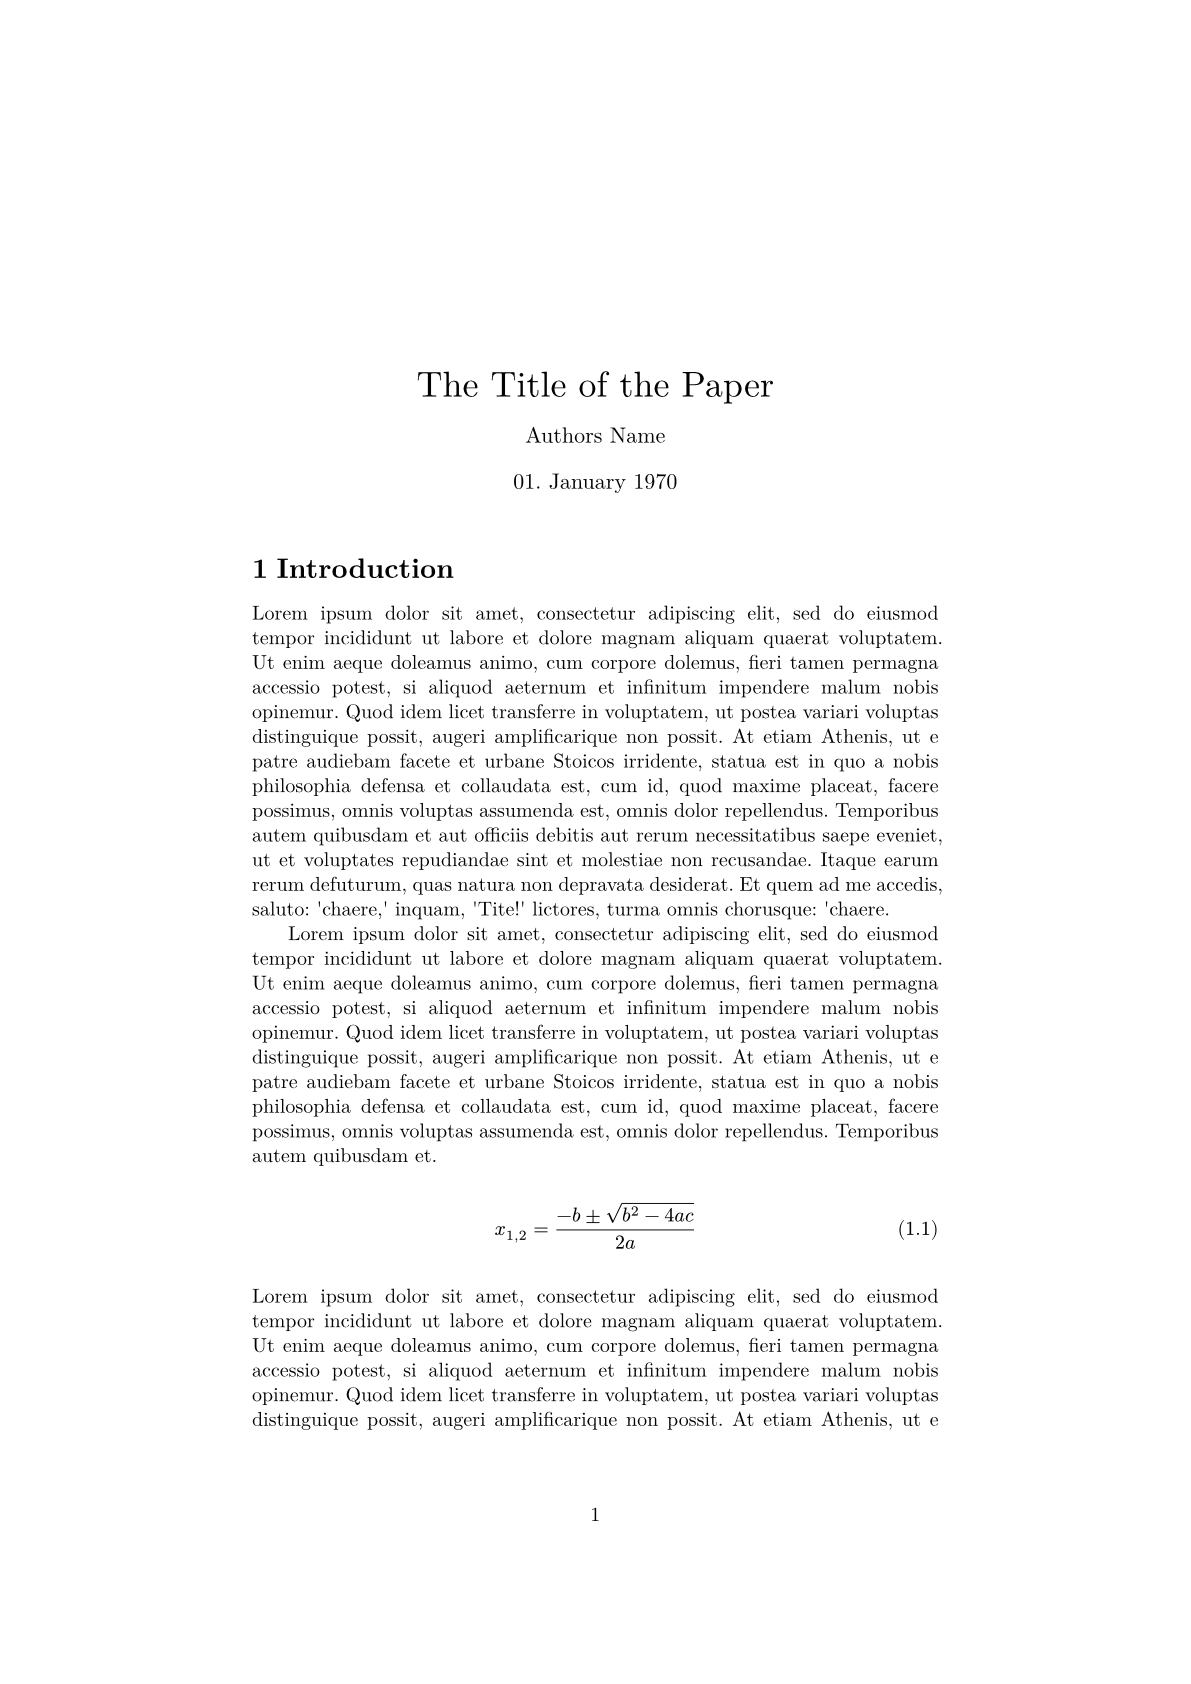 The Title of the Paper
Authors Name
01. January 1970
1 Introduction
Lorem ipsum dolor sit amet, consectetur adipiscing elit, sed do eiusmod
tempor incididunt ut labore et dolore magnam aliquam quaerat voluptatem.
Ut enim aeque doleamus animo, cum corpore dolemus, fieri tamen permagna
accessio potest, si aliquod aeternum et infinitum impendere malum nobis
opinemur. Quod idem licet transferre in voluptatem, ut postea variari voluptas
distinguique possit, augeri amplificarique non possit. At etiam Athenis, ut e
patre audiebam facete et urbane Stoicos irridente, statua est in quo a nobis
philosophia defensa et collaudata est, cum id, quod maxime placeat, facere
possimus, omnis voluptas assumenda est, omnis dolor repellendus. Temporibus
autem quibusdam et aut officiis debitis aut rerum necessitatibus saepe eveniet,
ut et voluptates repudiandae sint et molestiae non recusandae. Itaque earum
rerum defuturum, quas natura non depravata desiderat. Et quem ad me accedis,
saluto: 'chaere,' inquam, 'Tite!' lictores, turma omnis chorusque: 'chaere.
Lorem ipsum dolor sit amet, consectetur adipiscing elit, sed do eiusmod
tempor incididunt ut labore et dolore magnam aliquam quaerat voluptatem.
Ut enim aeque doleamus animo, cum corpore dolemus, fieri tamen permagna
accessio potest, si aliquod aeternum et infinitum impendere malum nobis
opinemur. Quod idem licet transferre in voluptatem, ut postea variari voluptas
distinguique possit, augeri amplificarique non possit. At etiam Athenis, ut e
patre audiebam facete et urbane Stoicos irridente, statua est in quo a nobis
philosophia defensa et collaudata est, cum id, quod maxime placeat, facere
possimus, omnis voluptas assumenda est, omnis dolor repellendus. Temporibus
autem quibusdam et.
x₁,₂ = (−b ± √(b² − 4ac)) / 2a (1.1)
Lorem ipsum dolor sit amet, consectetur adipiscing elit, sed do eiusmod
tempor incididunt ut labore et dolore magnam aliquam quaerat voluptatem.
Ut enim aeque doleamus animo, cum corpore dolemus, fieri tamen permagna
accessio potest, si aliquod aeternum et infinitum impendere malum nobis
opinemur. Quod idem licet transferre in voluptatem, ut postea variari voluptas
distinguique possit, augeri amplificarique non possit. At etiam Athenis, ut e
1